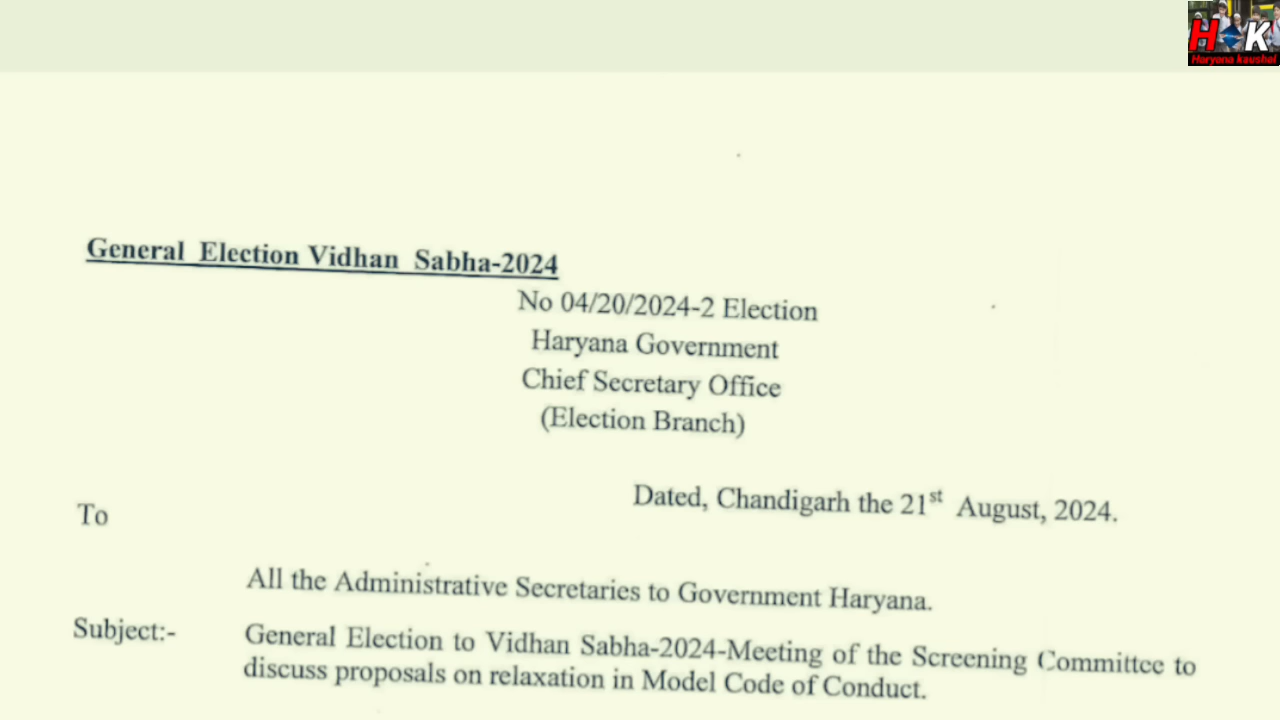 H K
Haryana kaushal
General Election Vidhan Sabha-2024
No 04/20/2024-2 Election
Haryana Government
Chief Secretary Office
(Election Branch)
Dated, Chandigarh the 21st August, 2024.
To
All the Administrative Secretaries to Government Haryana.
Subject:- General Election to Vidhan Sabha-2024-Meeting of the Screening Committee to
discuss proposals on relaxation in Model Code of Conduct.